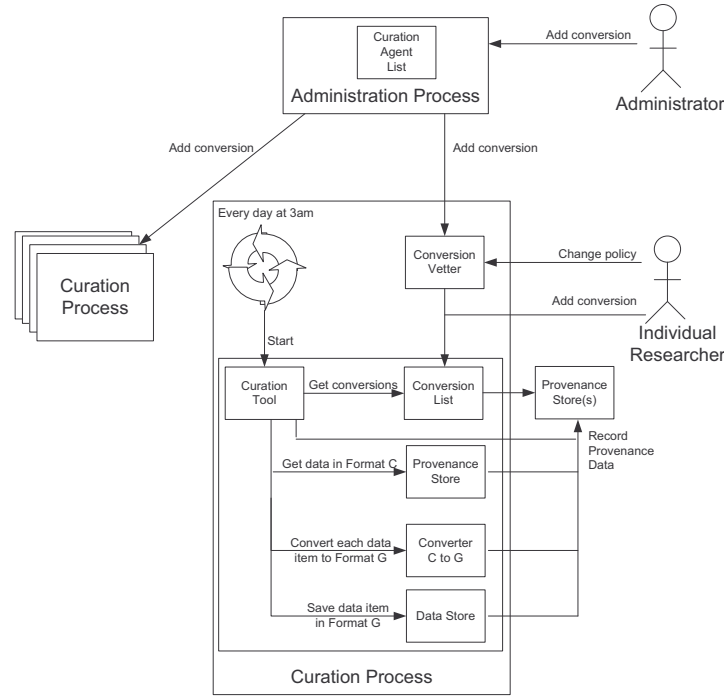 Curation
Agent
List
Administration Process
Add conversion
Administrator
Add conversion
Add conversion
Every day at 3am
Curation
Process
Conversion
Vetter
Change policy
Add conversion
Individual
Researcher
Start
Curation
Tool
Get conversions
Conversion
List
Provenance
Store(s)
Record
Provenance
Data
Get data in Format C
Provenance
Store
Convert each data
item to Format G
Converter
C to G
Save data item
in Format G
Data Store
Curation Process